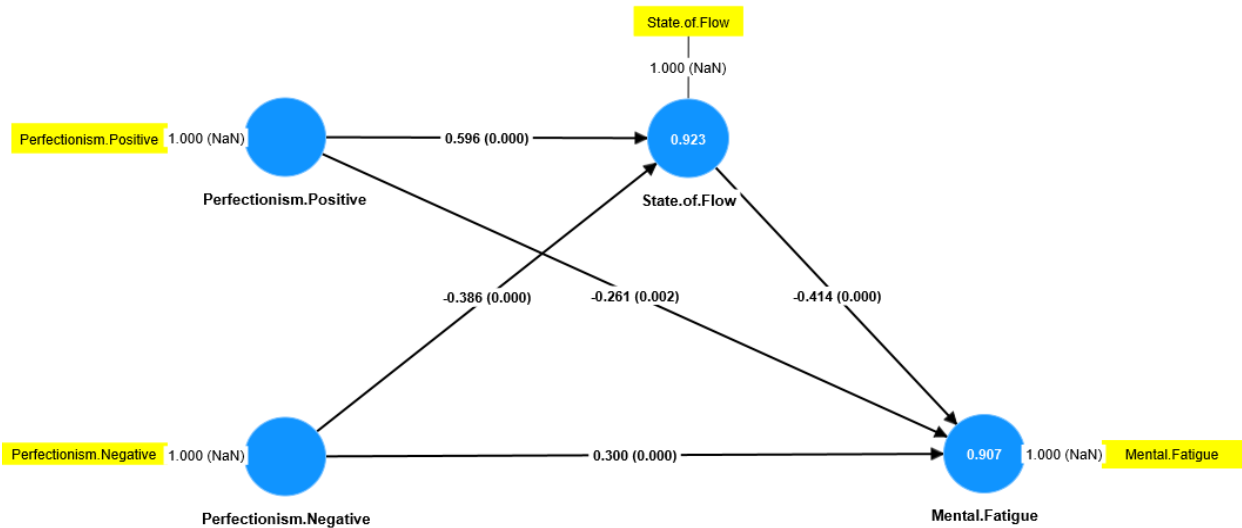 State.of.Flow
1.000 (NaN)
Perfectionism.Positive
1.000 (NaN)
0.596 (0.000)
0.923
Perfectionism.Positive
State.of.Flow
-0.386 (0.000)
-0.261 (0.002)
-0.414 (0.000)
Perfectionism.Negative
1.000 (NaN)
0.300 (0.000)
0.907
1.000 (NaN)
Mental.Fatigue
Perfectionism.Negative
Mental.Fatigue